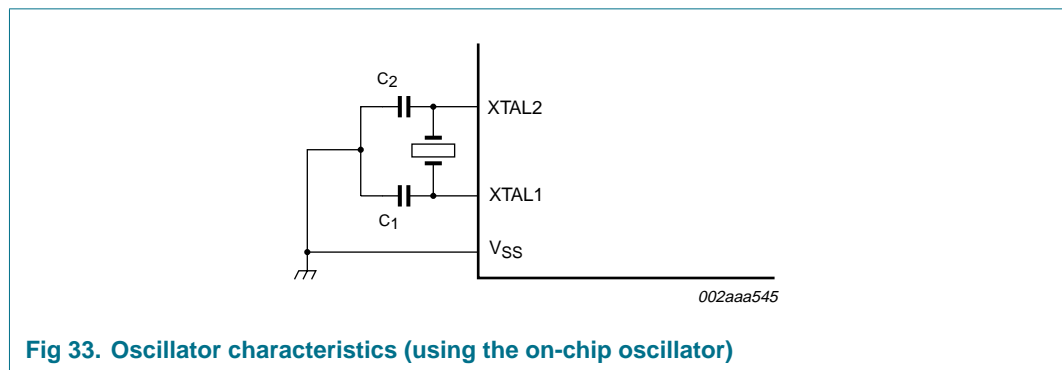 C2
XTAL2
XTAL1
C1
VSS
002aaa545
Fig 33. Oscillator characteristics (using the on-chip oscillator)